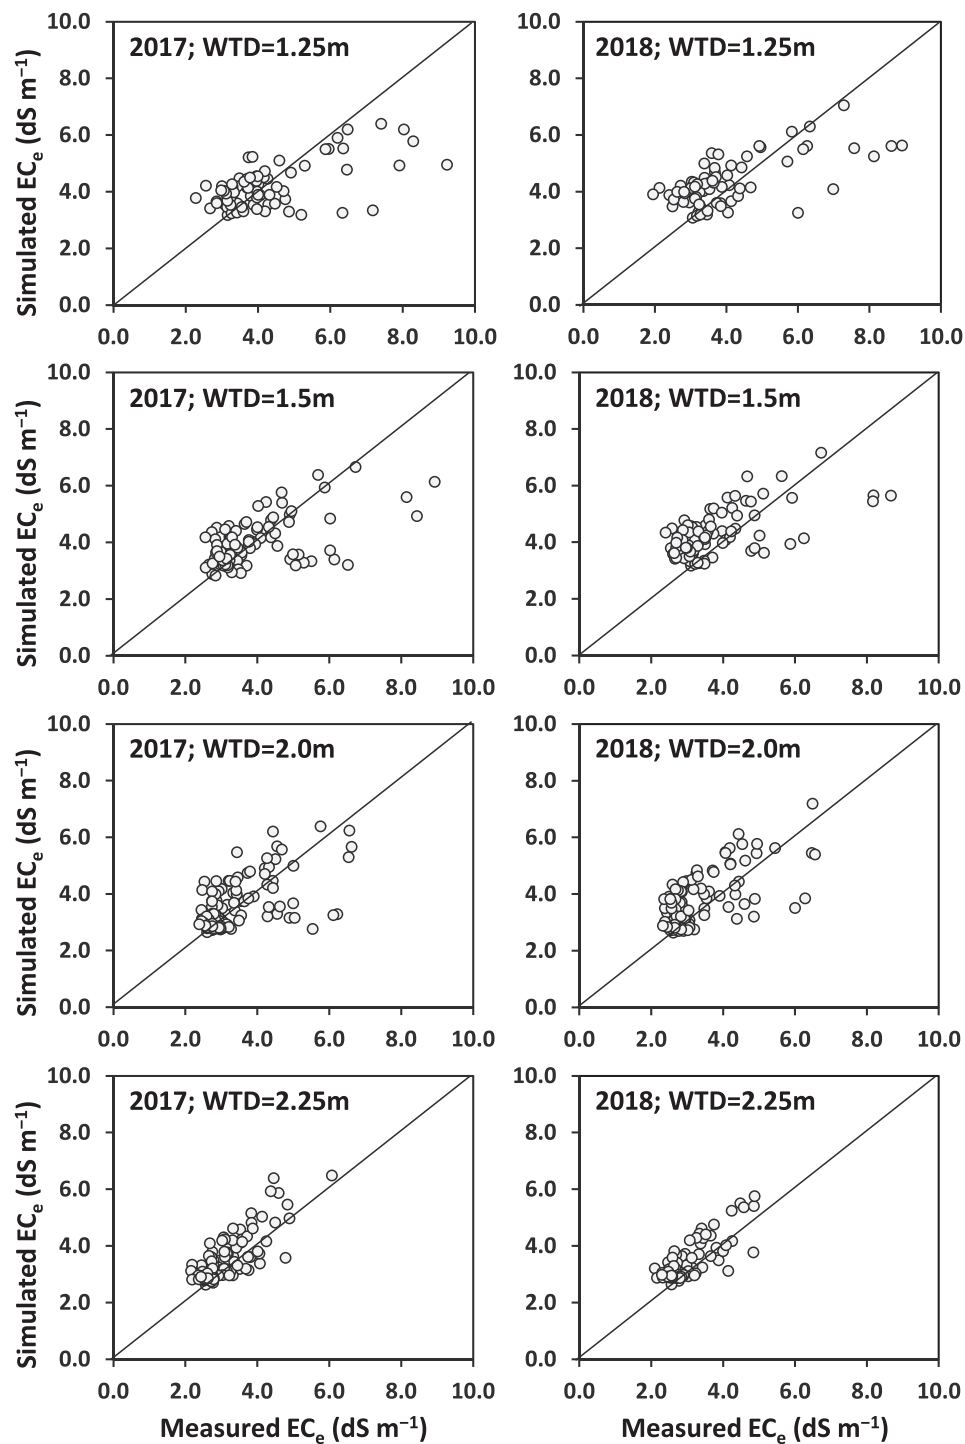 2017; WTD=1.25m
2018; WTD=1.25m
Simulated ECe (dS m⁻¹)
10.0
8.0
6.0
4.0
2.0
0.0
10.0
8.0
6.0
4.0
2.0
0.0
0.0 2.0 4.0 6.0 8.0 10.0
0.0 2.0 4.0 6.0 8.0 10.0
2017; WTD=1.5m
2018; WTD=1.5m
Simulated ECe (dS m⁻¹)
10.0
8.0
6.0
4.0
2.0
0.0
10.0
8.0
6.0
4.0
2.0
0.0
0.0 2.0 4.0 6.0 8.0 10.0
0.0 2.0 4.0 6.0 8.0 10.0
2017; WTD=2.0m
2018; WTD=2.0m
Simulated ECe (dS m⁻¹)
10.0
8.0
6.0
4.0
2.0
0.0
10.0
8.0
6.0
4.0
2.0
0.0
0.0 2.0 4.0 6.0 8.0 10.0
0.0 2.0 4.0 6.0 8.0 10.0
2017; WTD=2.25m
2018; WTD=2.25m
Simulated ECe (dS m⁻¹)
10.0
8.0
6.0
4.0
2.0
0.0
10.0
8.0
6.0
4.0
2.0
0.0
0.0 2.0 4.0 6.0 8.0 10.0
0.0 2.0 4.0 6.0 8.0 10.0
Measured ECe (dS m⁻¹)
Measured ECe (dS m⁻¹)